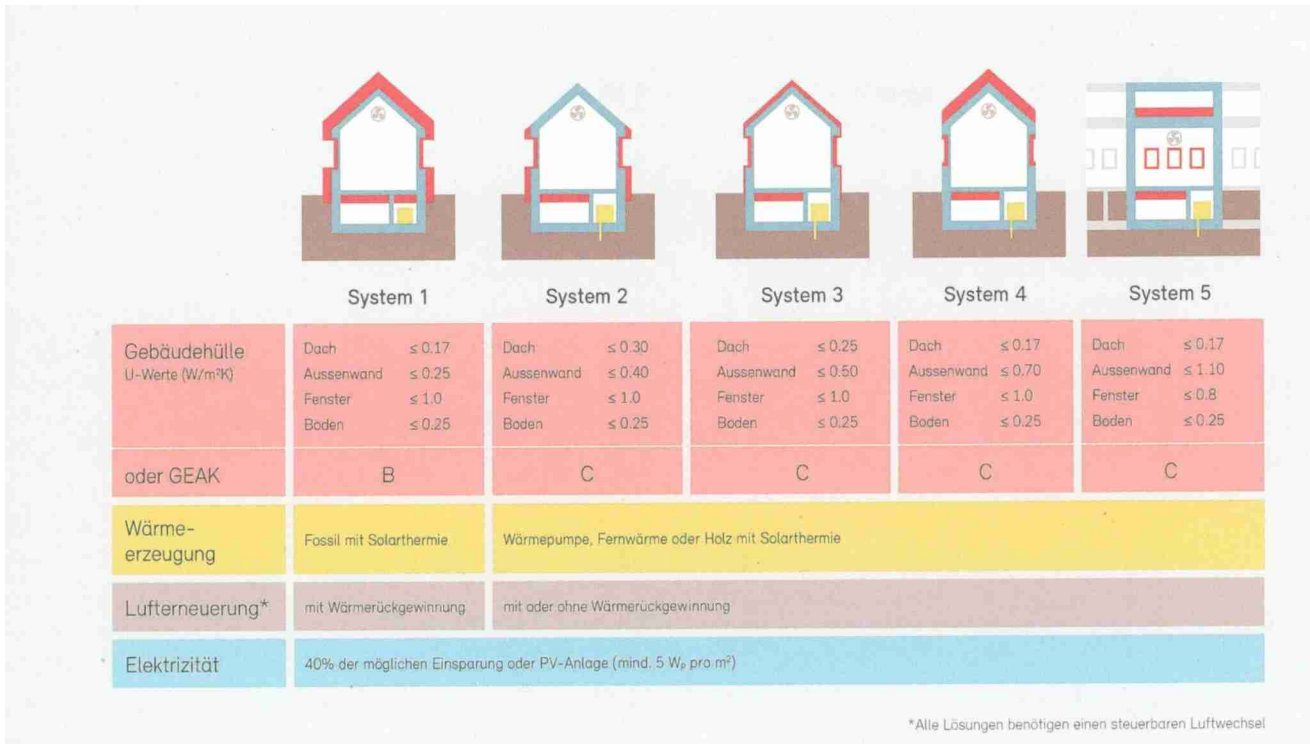 System 1
System 2
System 3
System 4
System 5
Gebäudehülle
U-Werte (W/m²K)
Dach ≤ 0.17
Aussenwand ≤ 0.25
Fenster ≤ 1.0
Boden ≤ 0.25
Dach ≤ 0.30
Aussenwand ≤ 0.40
Fenster ≤ 1.0
Boden ≤ 0.25
Dach ≤ 0.25
Aussenwand ≤ 0.50
Fenster ≤ 1.0
Boden ≤ 0.25
Dach ≤ 0.17
Aussenwand ≤ 0.70
Fenster ≤ 1.0
Boden ≤ 0.25
Dach ≤ 0.17
Aussenwand ≤ 1.10
Fenster ≤ 0.8
Boden ≤ 0.25
oder GEAK
B
C
C
C
C
Wärme-
erzeugung
Fossil mit Solarthermie
Wärmepumpe, Fernwärme oder Holz mit Solarthermie
Lufterneuerung*
mit Wärmerückgewinnung
mit oder ohne Wärmerückgewinnung
Elektrizität
40% der möglichen Einsparung oder PV-Anlage (mind. 5 Wₚ pro m²)
*Alle Lösungen benötigen einen steuerbaren Luftwechsel